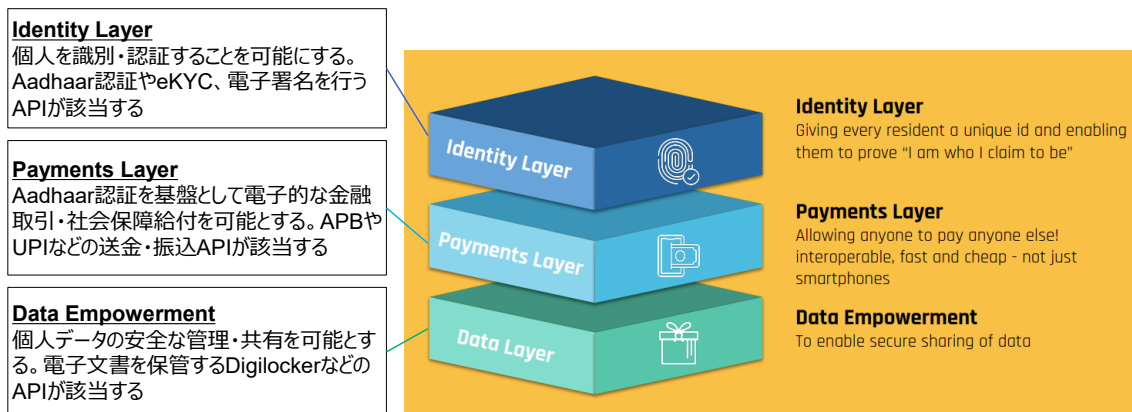 Identity Layer
個人を識別・認証することを可能にする。
Aadhaar認証やeKYC、電子署名を行う
APIが該当する
Payments Layer
Aadhaar認証を基盤として電子的な金融
取引・社会保障給付を可能とする。APBや
UPIなどの送金・振込APIが該当する
Data Empowerment
個人データの安全な管理・共有を可能とす
る。電子文書を保管するDigilockerなどの
APIが該当する
Identity Layer
Payments Layer
Data Layer
Identity Layer
Giving every resident a unique id and enabling
them to prove “I am who I claim to be”
Payments Layer
Allowing anyone to pay anyone else!
interoperable, fast and cheap - not just
smartphones
Data Empowerment
To enable secure sharing of data